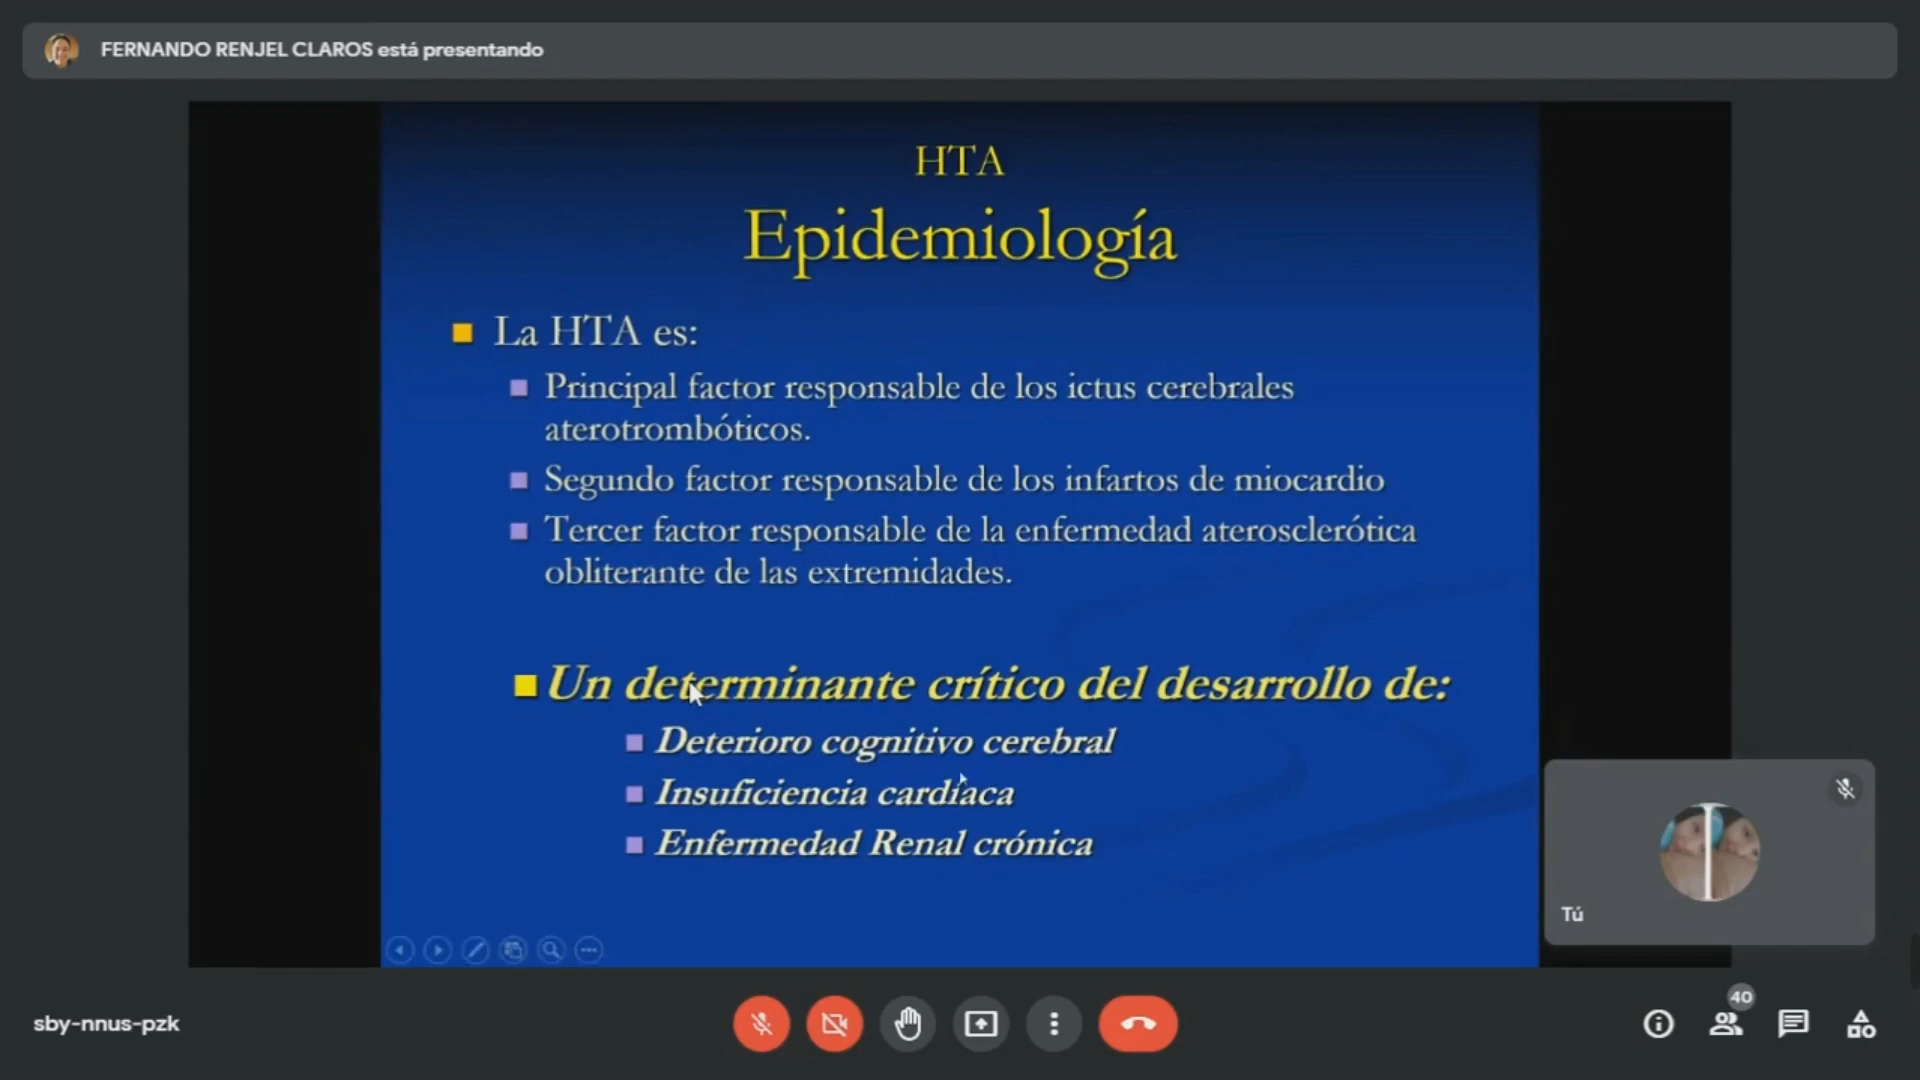 FERNANDO RENJEL CLAROS está presentando
HTA
Epidemiología
La HTA es:
Principal factor responsable de los ictus cerebrales
aterotrombóticos.
Segundo factor responsable de los infartos de miocardio
Tercer factor responsable de la enfermedad aterosclerótica
obliterante de las extremidades.
Un determinante crítico del desarrollo de:
Deterioro cognitivo cerebral
Insuficiencia cardíaca
Enfermedad Renal crónica
Tú
sby-nnus-pzk
40